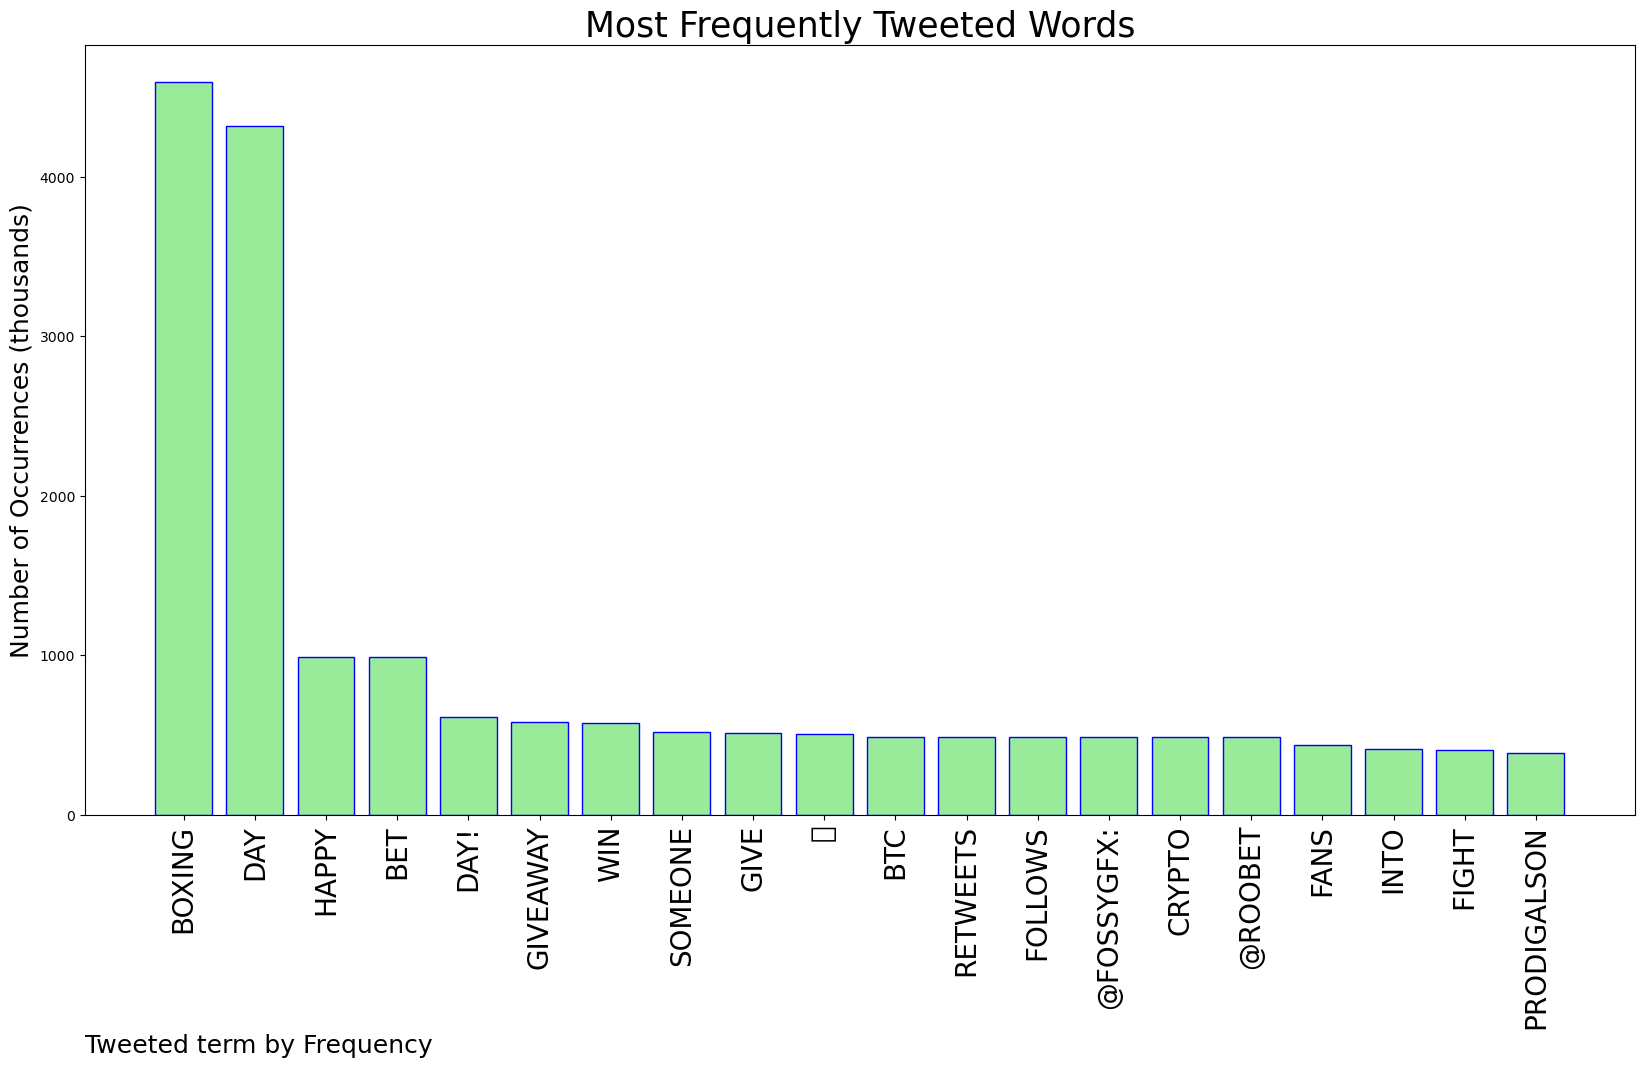 Most Frequently Tweeted Words
Number of Occurrences (thousands)
4000
3000
2000
1000
0
BOXING
DAY
HAPPY
BET
DAY!
GIVEAWAY
WIN
SOMEONE
GIVE
BTC
RETWEETS
FOLLOWS
@FOSSYGFX:
CRYPTO
@ROOBET
FANS
INTO
FIGHT
PRODIGALSON
Tweeted term by Frequency